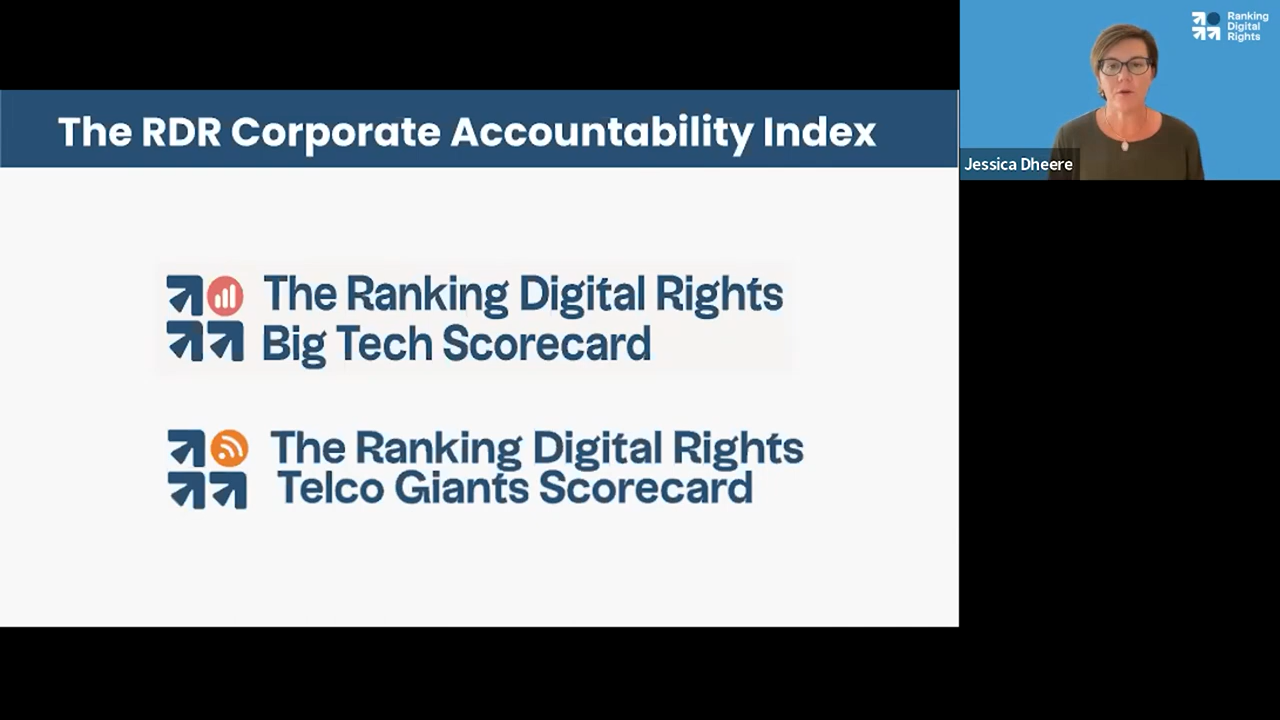 The RDR Corporate Accountability Index
The Ranking Digital Rights
Big Tech Scorecard
The Ranking Digital Rights
Telco Giants Scorecard
Ranking
Digital
Rights
Jessica Dheere